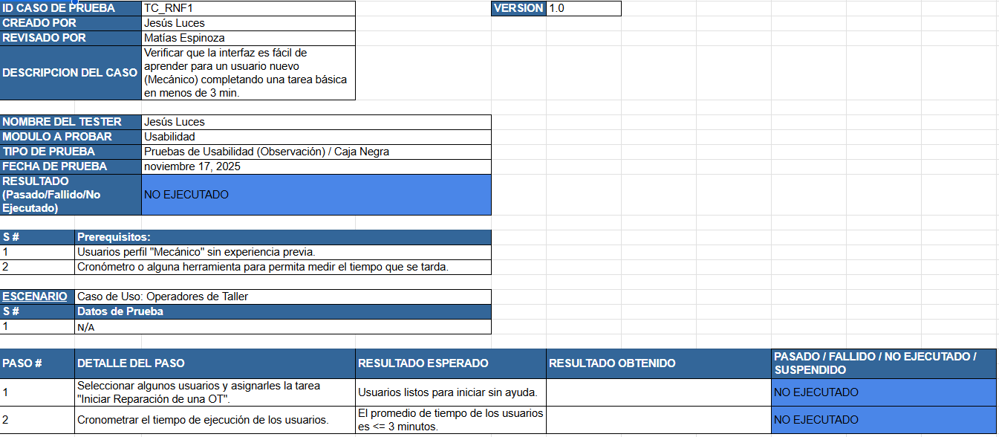 ID CASO DE PRUEBA TC_RNF1 VERSION 1.0
CREADO POR Jesús Luces
REVISADO POR Matías Espinoza
DESCRIPCION DEL CASO
Verificar que la interfaz es fácil de
aprender para un usuario nuevo
(Mecánico) completando una tarea básica
en menos de 3 min.
NOMBRE DEL TESTER Jesús Luces
MODULO A PROBAR Usabilidad
TIPO DE PRUEBA Pruebas de Usabilidad (Observación) / Caja Negra
FECHA DE PRUEBA noviembre 17, 2025
RESULTADO
(Pasado/Fallido/No
Ejecutado)
NO EJECUTADO
S # Prerequisitos:
1 Usuarios perfil "Mecánico" sin experiencia previa.
2 Cronómetro o alguna herramienta para permita medir el tiempo que se tarda.
ESCENARIO Caso de Uso: Operadores de Taller
S # Datos de Prueba
1 N/A
PASO # DETALLE DEL PASO RESULTADO ESPERADO RESULTADO OBTENIDO
PASADO / FALLIDO / NO EJECUTADO /
SUSPENDIDO
1
Seleccionar algunos usuarios y asignarles la tarea
"Iniciar Reparación de una OT".
Usuarios listos para iniciar sin ayuda.
NO EJECUTADO
2
Cronometrar el tiempo de ejecución de los usuarios.
El promedio de tiempo de los usuarios
es <= 3 minutos.
NO EJECUTADO